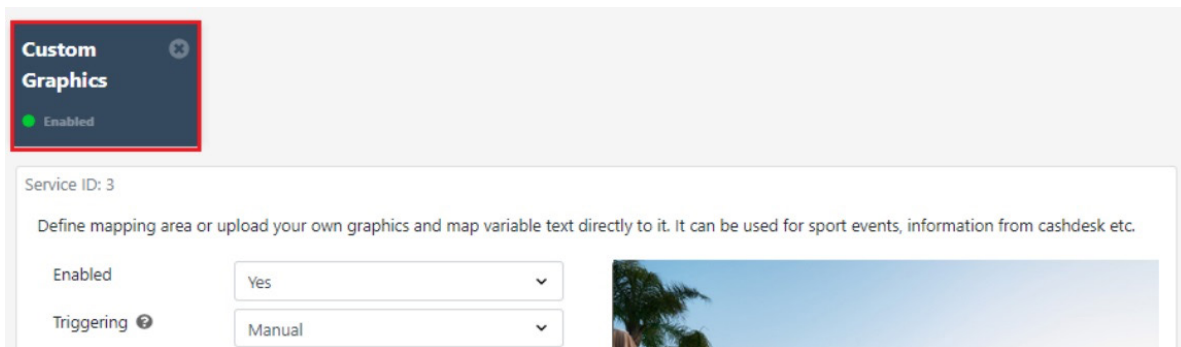 Custom
Graphics
Enabled
Service ID: 3
Define mapping area or upload your own graphics and map variable text directly to it. It can be used for sport events, information from cashdesk etc.
Enabled Yes
Triggering Manual